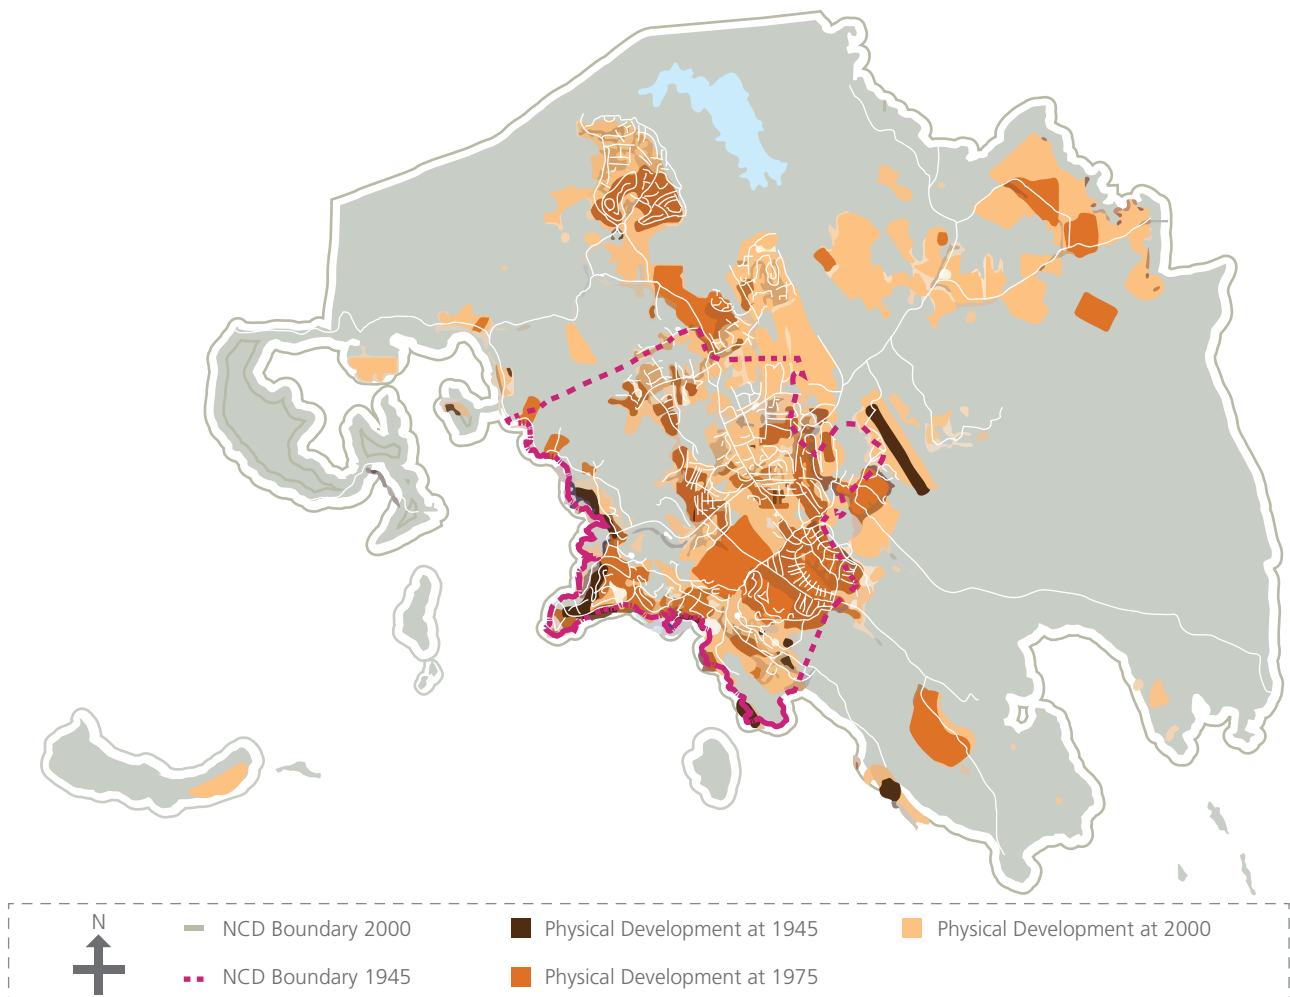 N
NCD Boundary 2000
NCD Boundary 1945
Physical Development at 1945
Physical Development at 1975
Physical Development at 2000